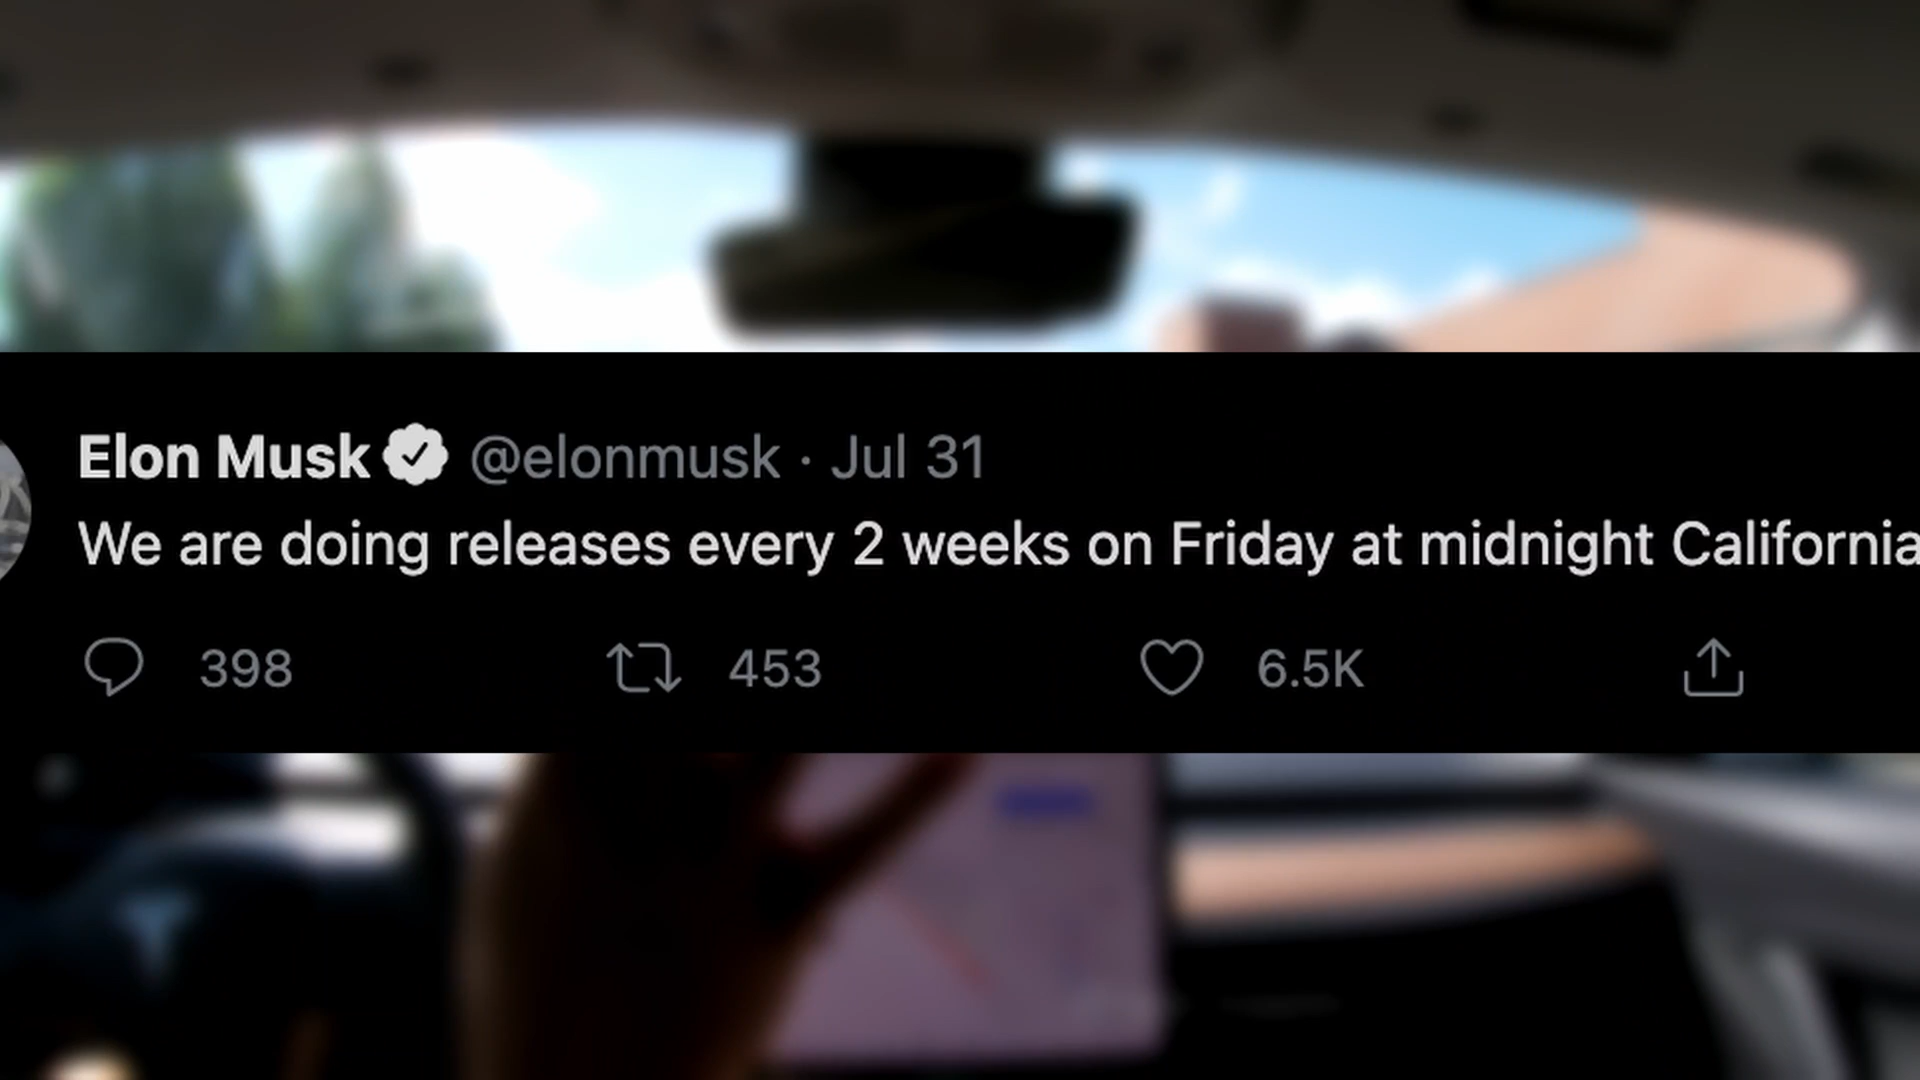 Elon Musk @elonmusk · Jul 31
We are doing releases every 2 weeks on Friday at midnight California
398 453 6.5K